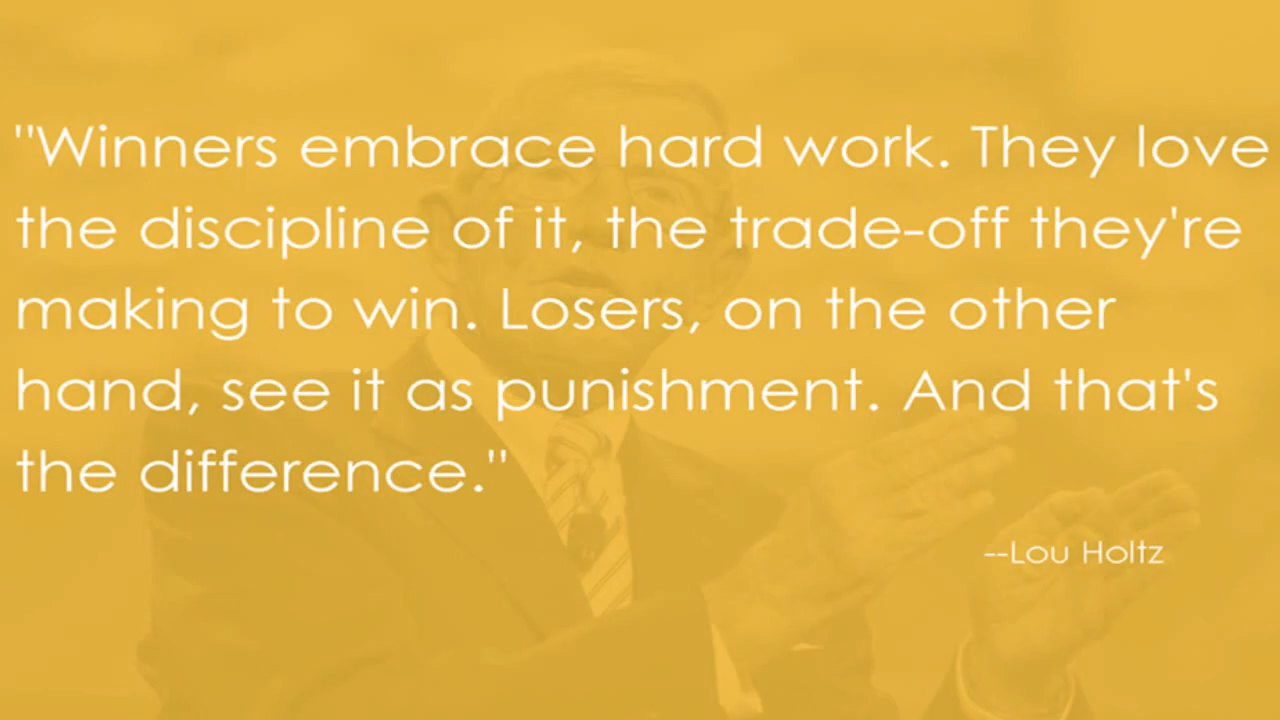 "Winners embrace hard work. They love
the discipline of it, the trade-off they're
making to win. Losers, on the other
hand, see it as punishment. And that's
the difference."
--Lou Holtz